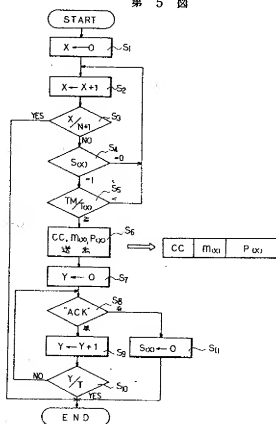 第 5 図
START
X ← 0 S1
X ← X+1 S2
X/N+1 S3
YES
NO
S(x) S4
=0
=1
TM/T(x) S5
CC, m(x), P(x) S6
送出
CC m(x) P(x)
Y ← 0 S7
"ACK" S8
Y ← Y+1 S9
S(x) ← 0 S11
Y/T S10
NO
YES
END